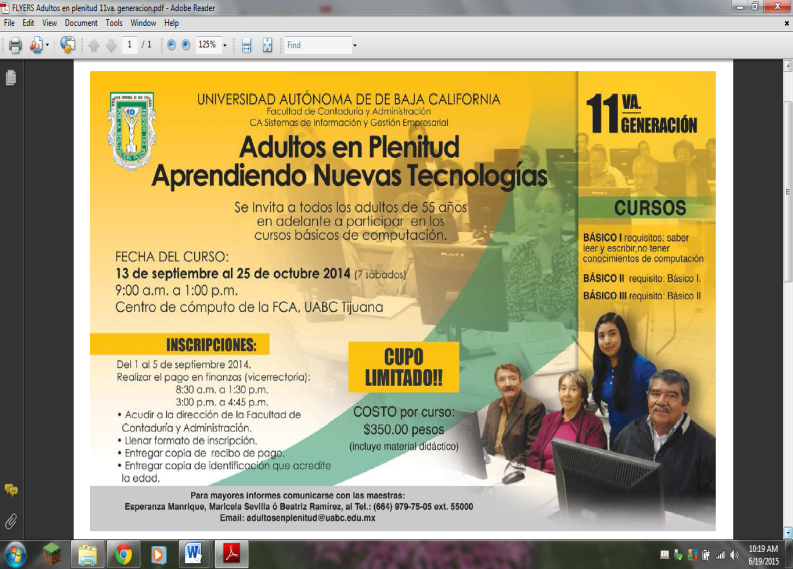 FLYERS Adultos en plenitud 11va. generacion.pdf - Adobe Reader
File Edit View Document Tools Window Help
1 / 1 125% Find
UNIVERSIDAD AUTÓNOMA DE DE BAJA CALIFORNIA
Facultad de Contaduría y Administración
CA Sistemas de Información y Gestión Empresarial
Adultos en Plenitud
Aprendiendo Nuevas Tecnologías
Se Invita a todos los adultos de 55 años
en adelante a participar en los
cursos básicos de computación.
FECHA DEL CURSO:
13 de septiembre al 25 de octubre 2014 (7 sábados)
9:00 a.m. a 1:00 p.m.
Centro de cómputo de la FCA, UABC Tijuana
INSCRIPCIONES:
Del 1 al 5 de septiembre 2014.
Realizar el pago en finanzas (vicerrectoría):
8:30 a.m. a 1:30 p.m.
3:00 p.m. a 4:45 p.m.
• Acudir a la dirección de la Facultad de
Contaduría y Administración.
• Llenar formato de inscripción.
• Entregar copia de recibo de pago.
• Entregar copia de identificación que acredite
la edad.
CUPO
LIMITADO!!
COSTO por curso:
$350.00 pesos
(incluye material didáctico)
11 VA.
GENERACIÓN
CURSOS
BÁSICO I requisitos: saber
leer y escribir,no tener
conocimientos de computación
BÁSICO II requisito: Básico I.
BÁSICO III requisito: Básico II
Para mayores informes comunicarse con las maestras:
Esperanza Manrique, Maricela Sevilla ó Beatriz Ramírez, al Tel.: (664) 979-75-05 ext. 55000
Email: adultosenplenitud@uabc.edu.mx
10:19 AM
6/19/2015